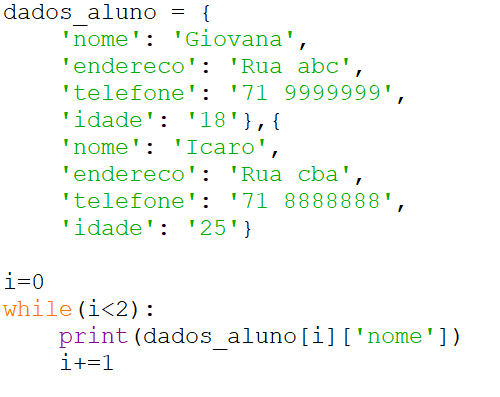 dados_aluno = {
    'nome': 'Giovana',
    'endereco': 'Rua abc',
    'telefone': '71 9999999',
    'idade': '18'},{
    'nome': 'Icaro',
    'endereco': 'Rua cba',
    'telefone': '71 8888888',
    'idade': '25'}

i=0
while(i<2):
    print(dados_aluno[i]['nome'])
    i+=1